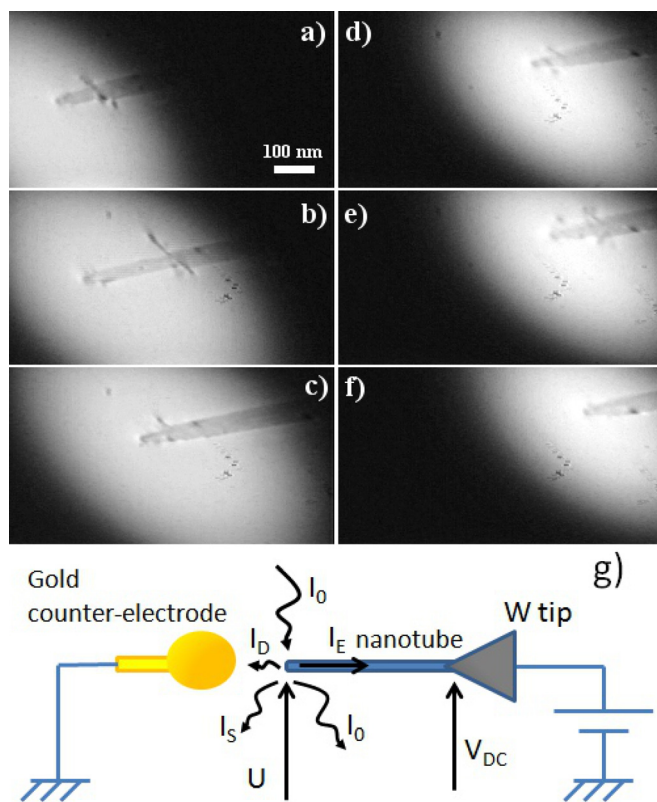 a)
100 nm
b)
c)
d)
e)
f)
g)
Gold
counter-electrode
I0
ID
IE nanotube
W tip
IS
I0
U
VDC